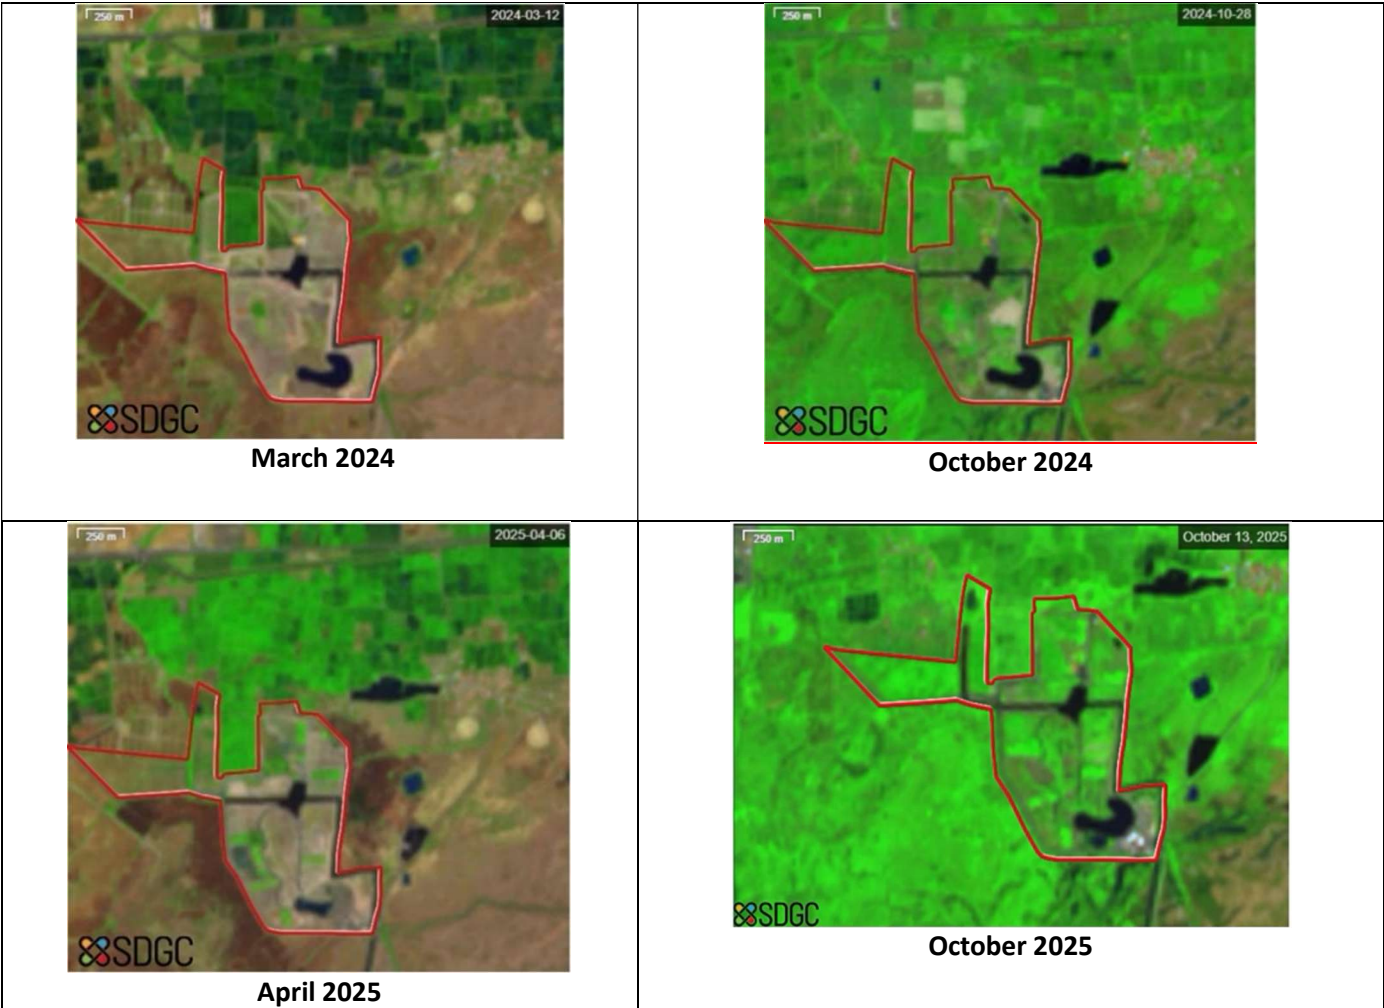 250 m
2024-03-12
SDGC
March 2024
250 m
2024-10-28
SDGC
October 2024
250 m
2025-04-06
SDGC
April 2025
250 m
October 13, 2025
SDGC
October 2025